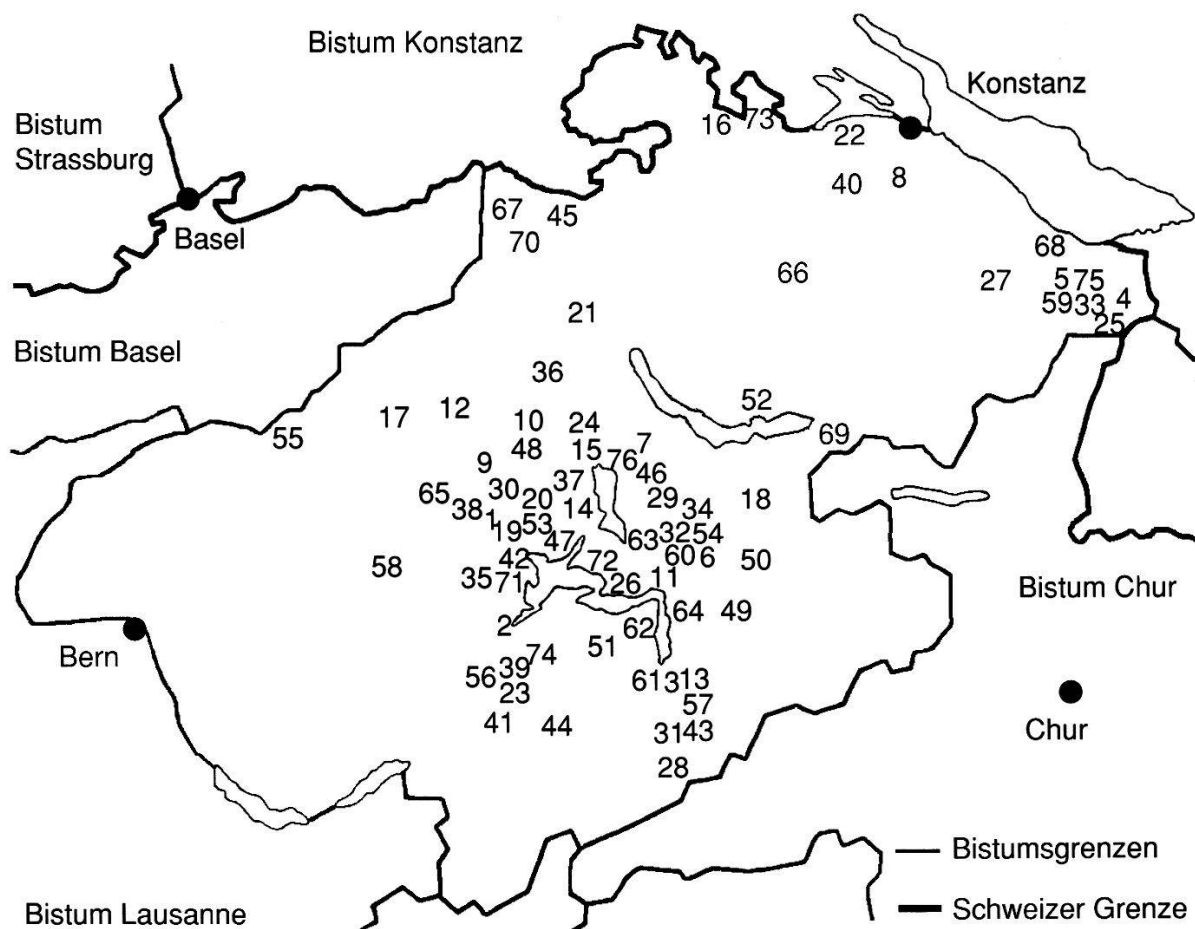 Bistum Konstanz
Konstanz
Bistum
Strassburg
16 73
22
40 8
67 45
Basel
70
68
66
27
5 75
59 33 4
25
21
Bistum Basel
36
17 12
52
10 24
55
69
48 15 7
76
9
37 46
65 30 20 29 18
38 14 34
1
19 53
47 63 32 54
42 72 60 6 50
58
35 71 26 11
Bistum Chur
64 49
2
62
51
Bern
74
56 39
61 3 13
23
57
41 44
31 43
Chur
28
Bistumsgrenzen
Bistum Lausanne
Schweizer Grenze